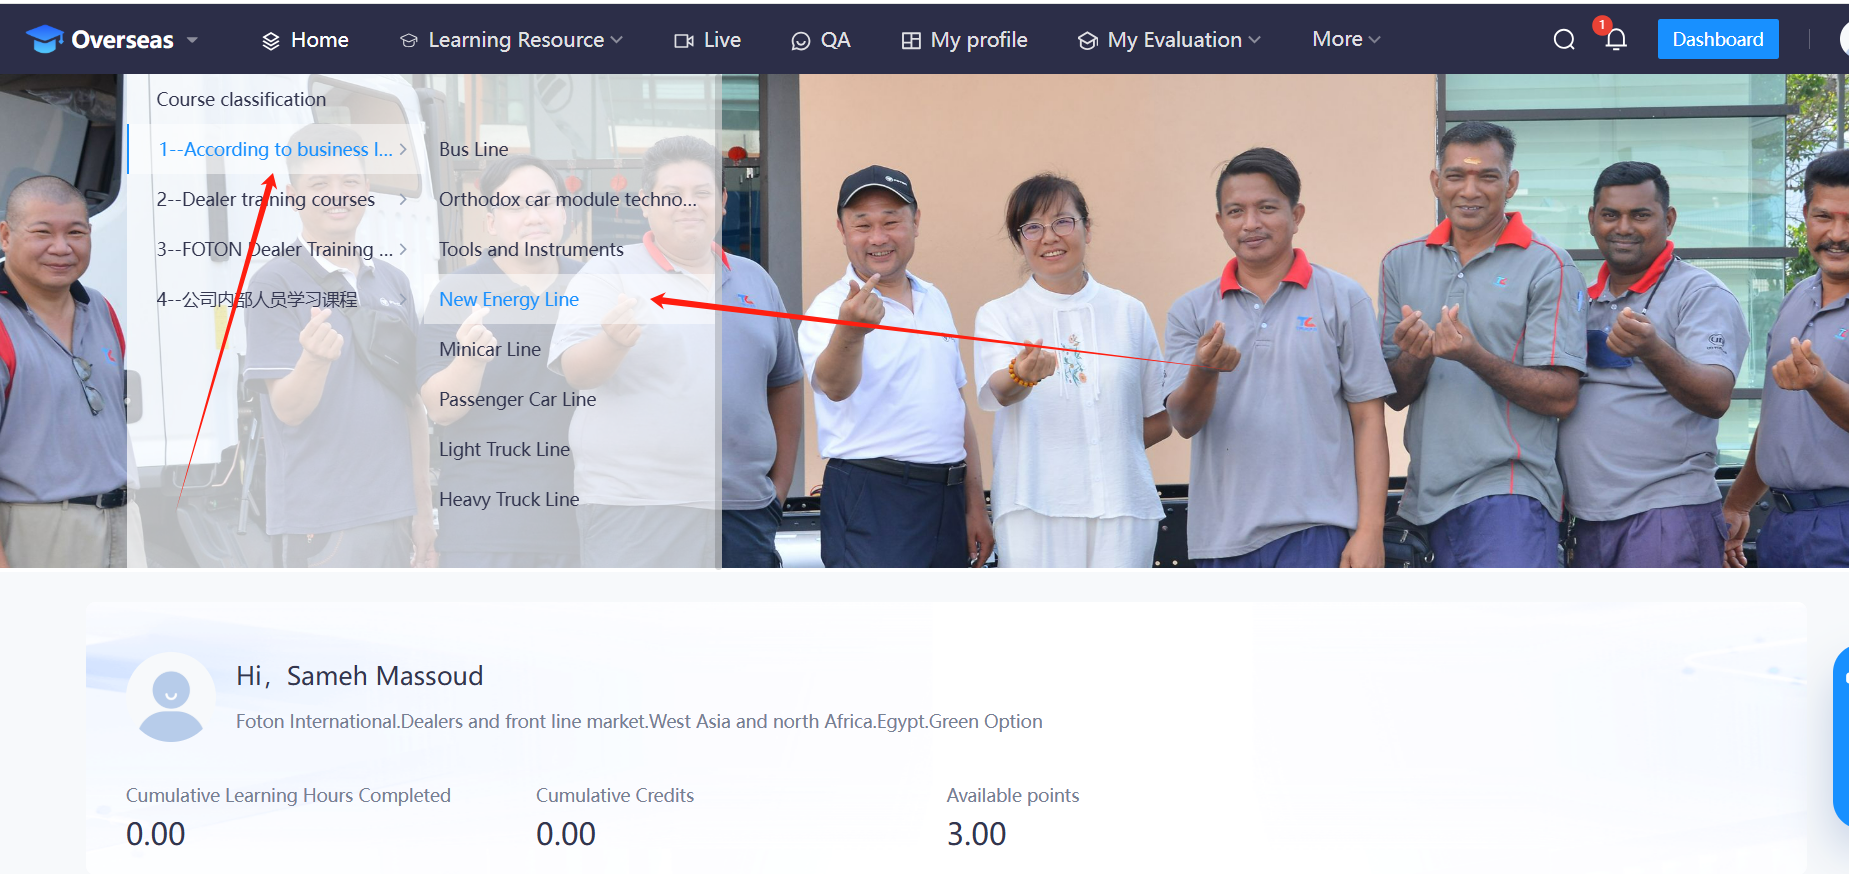 Overseas
Home
Learning Resource
Live
QA
My profile
My Evaluation
More
1
Dashboard
Course classification
1--According to business l...
2--Dealer training courses
3--FOTON Dealer Training ...
4--公司内部人员学习课程
Bus Line
Orthodox car module techno...
Tools and Instruments
New Energy Line
Minicar Line
Passenger Car Line
Light Truck Line
Heavy Truck Line
Hi，Sameh Massoud
Foton International.Dealers and front line market.West Asia and north Africa.Egypt.Green Option
Cumulative Learning Hours Completed
0.00
Cumulative Credits
0.00
Available points
3.00